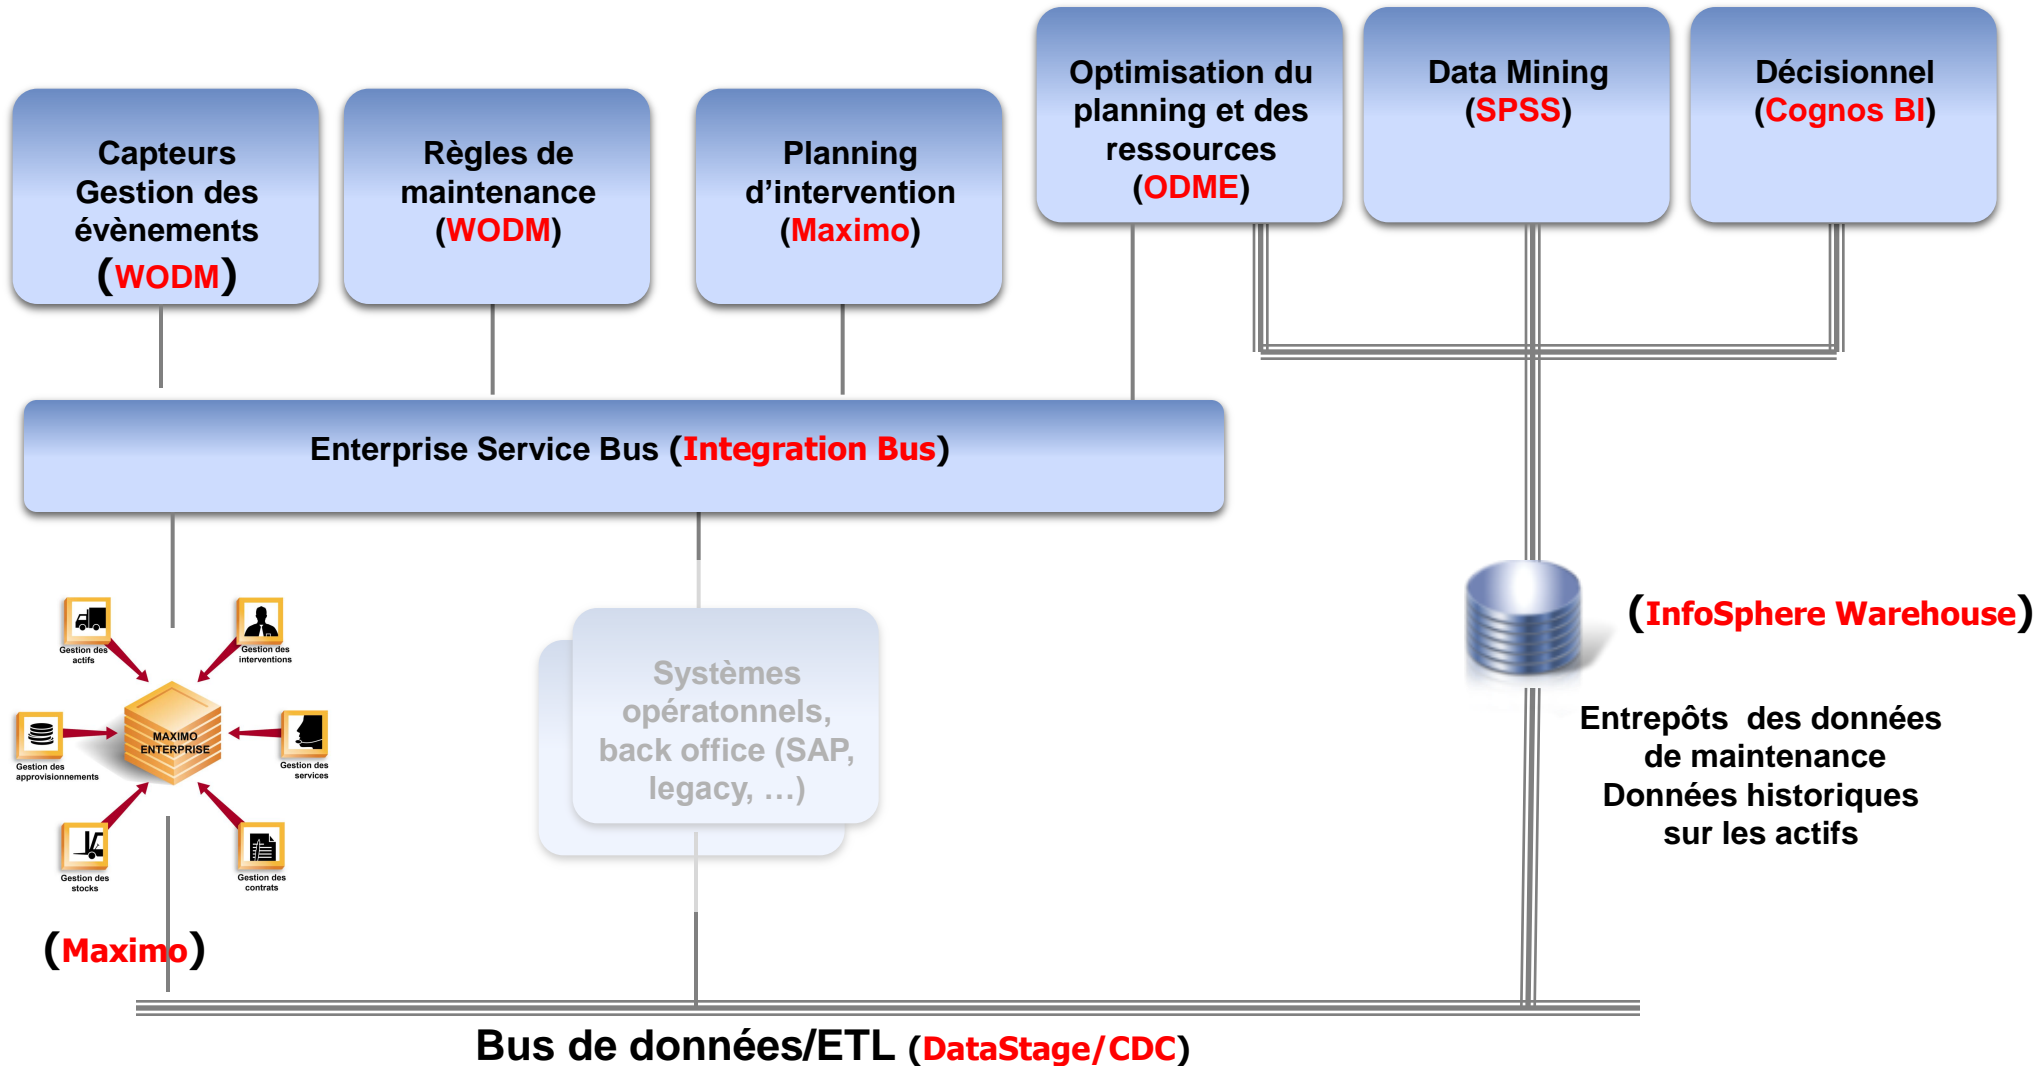 Capteurs
Gestion des
évènements
(WODM)
Règles de
maintenance
(WODM)
Planning
d’intervention
(Maximo)
Optimisation du
planning et des
ressources
(ODME)
Data Mining
(SPSS)
Décisionnel
(Cognos BI)
Enterprise Service Bus (Integration Bus)
Gestion des
actifs
Gestion des
interventions
MAXIMO
ENTERPRISE
Gestion des
approvisionnements
Gestion des
services
Gestion des
stocks
Gestion des
contrats
(Maximo)
Systèmes
opératonnels,
back office (SAP,
legacy, …)
(InfoSphere Warehouse)
Entrepôts  des données
de maintenance
Données historiques
sur les actifs
Bus de données/ETL (DataStage/CDC)